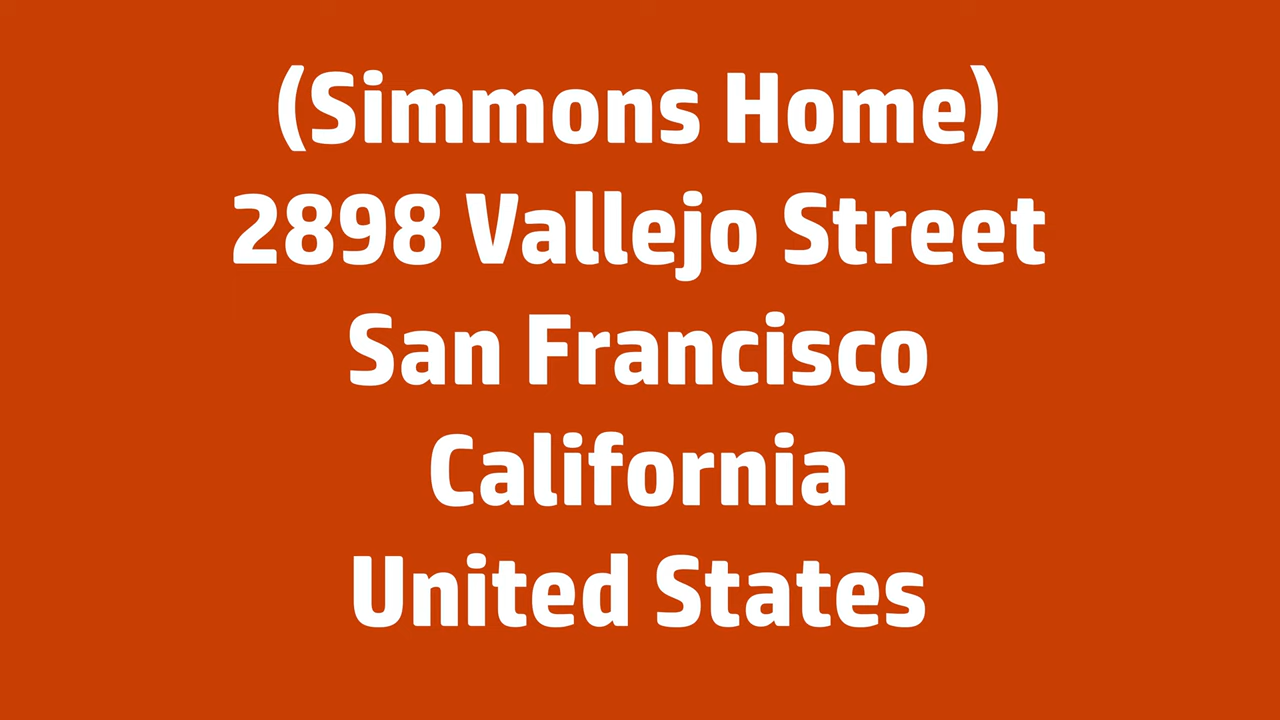 (Simmons Home)
2898 Vallejo Street
San Francisco
California
United States